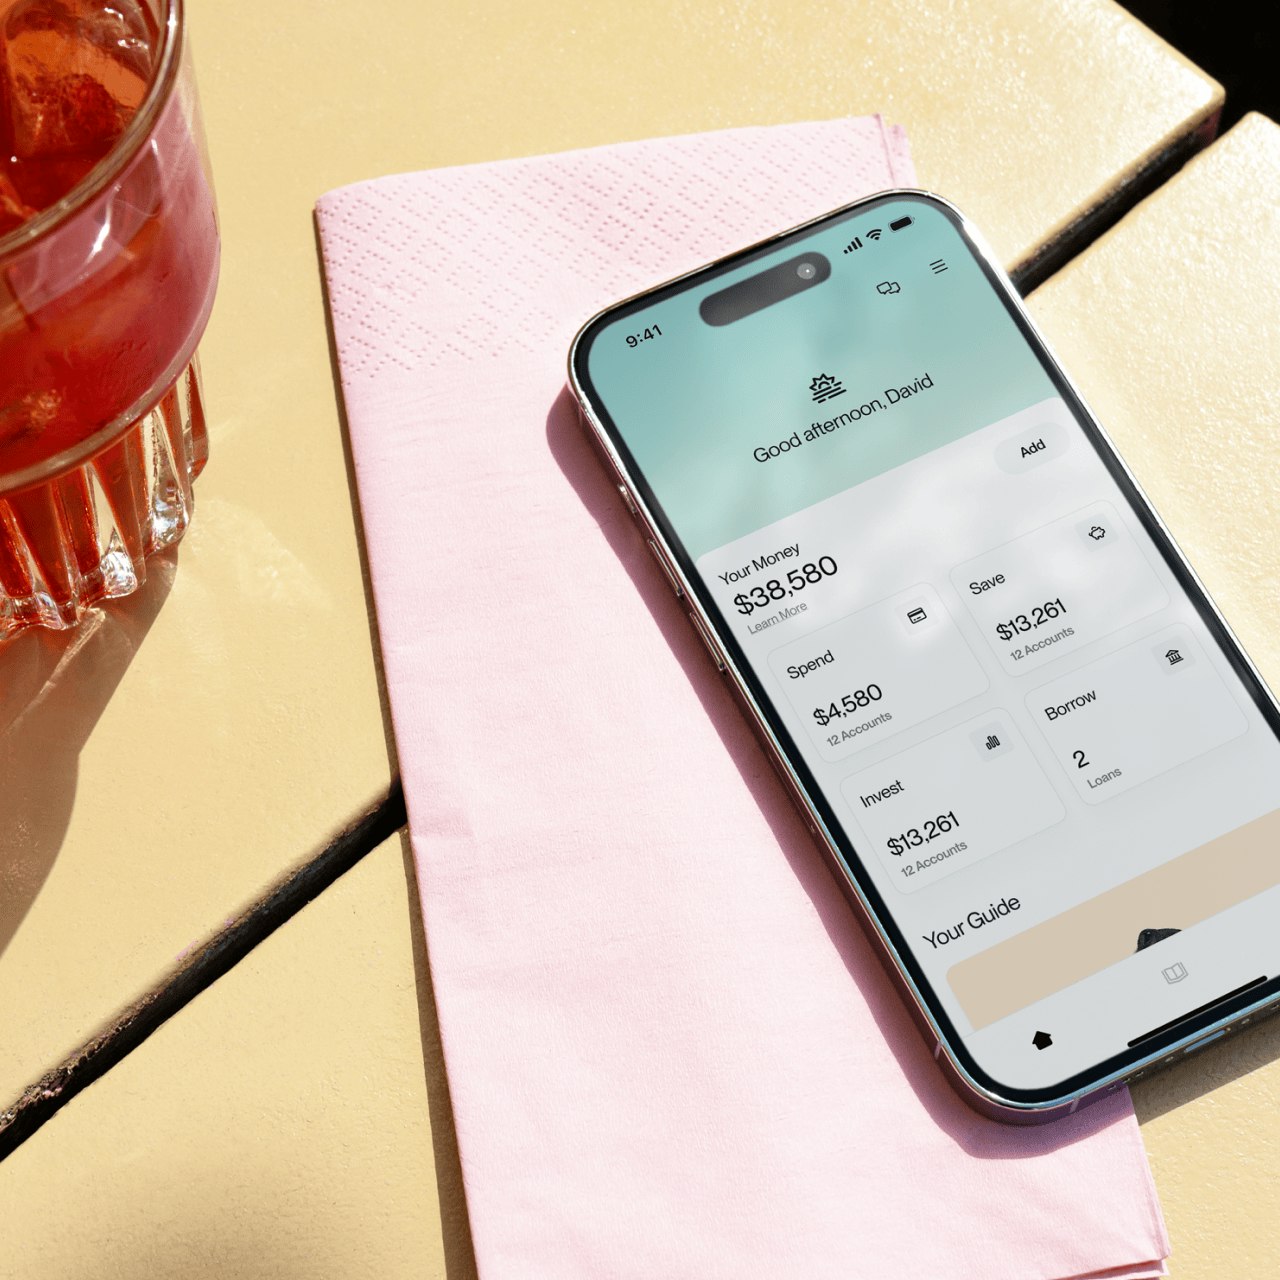 9:41
Good afternoon, David
Add
Your Money
$38,580
Learn More
Spend
$4,580
12 Accounts
Save
$13,261
12 Accounts
Invest
$13,261
12 Accounts
Borrow
2
Loans
Your Guide